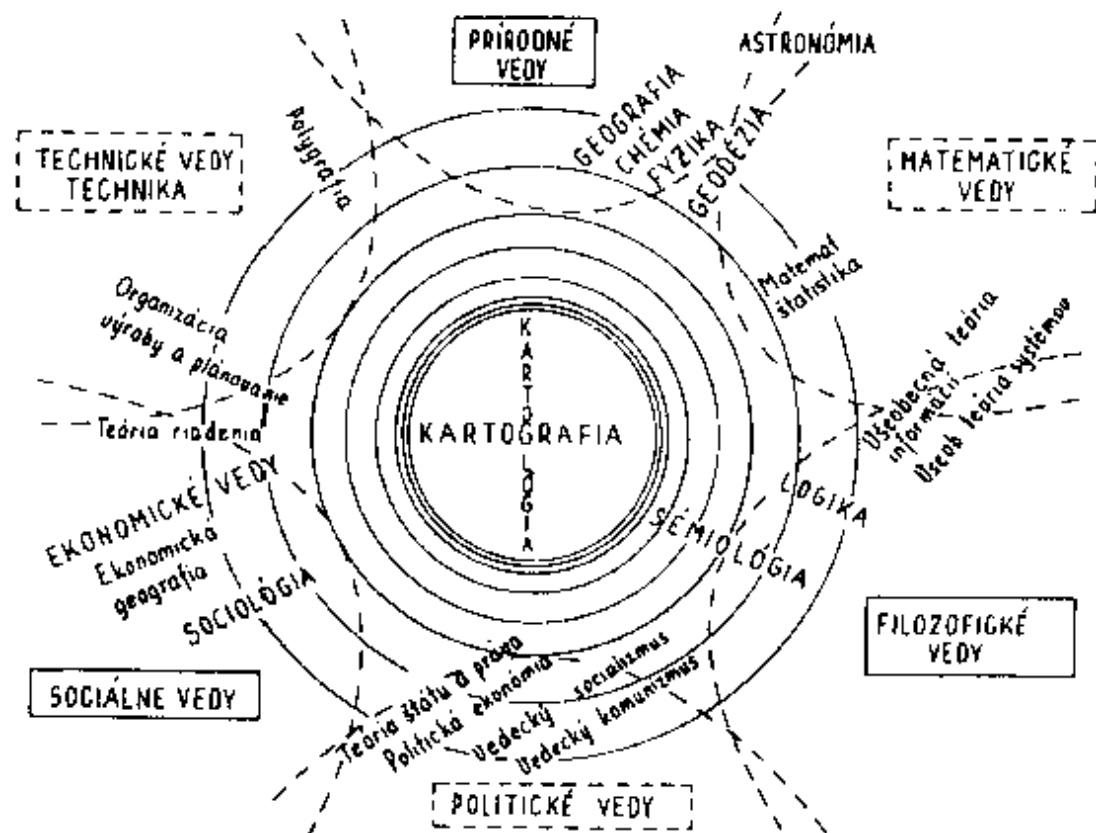 PRÍRODNÉ
VEDY
ASTRONÓMIA
GEOGRAFIA
CHÉMIA
FYZIKA
GEODÉZIA
polygrafia
TECHNICKÉ VEDY
TECHNIKA
MATEMATICKÉ
VEDY
Matemat
štatistika
Organizácia
výroby a plánovanie
Teória riadenia
Všeobecná teória
informácií
Všeob teória systémov
KARTOLÓGIA
KARTOGRAFIA
LOGIKA
SÉMIOLÓGIA
EKONOMICKÉ VEDY
Ekonomická
geografia
SOCIOLÓGIA
FILOZOFICKÉ
VEDY
SOCIÁLNE VEDY
Teória štátu a práva
Politická ekonómia
Vedecký socializmus
Vedecký komunizmus
POLITICKÉ VEDY